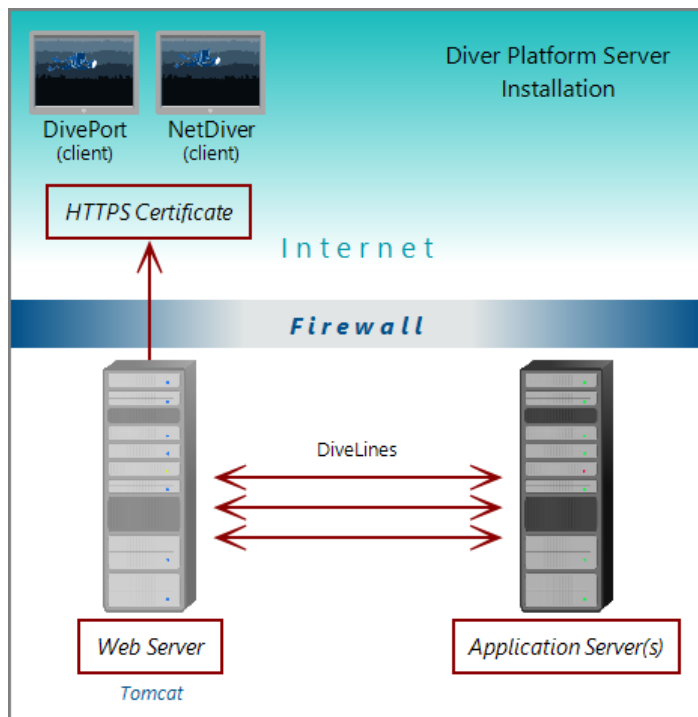 Diver Platform Server
Installation
DivePort
(client)
NetDiver
(client)
HTTPS Certificate
Internet
Firewall
DiveLines
Web Server
Application Server(s)
Tomcat